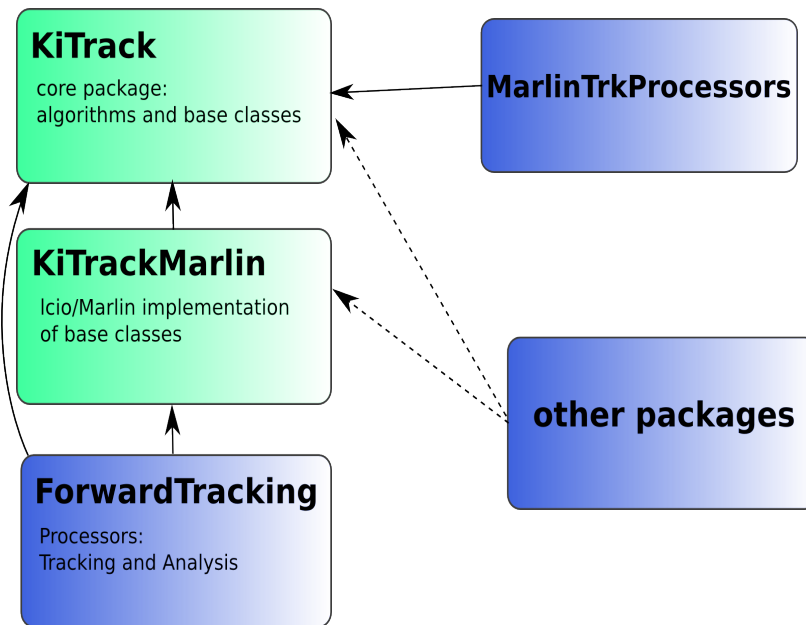 KiTrack
core package:
algorithms and base classes
MarlinTrkProcessors
KiTrackMarlin
lcio/Marlin implementation
of base classes
other packages
ForwardTracking
Processors:
Tracking and Analysis